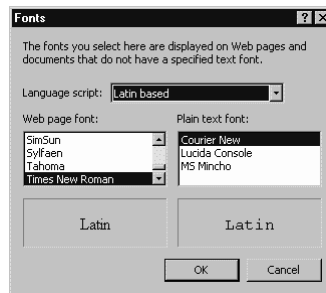 Fonts
The fonts you select here are displayed on Web pages and
documents that do not have a specified text font.
Language script: Latin based
Web page font: Plain text font:
SimSun Courier New
Sylfaen Lucida Console
Tahoma MS Mincho
Times New Roman
Latin Latin
OK Cancel